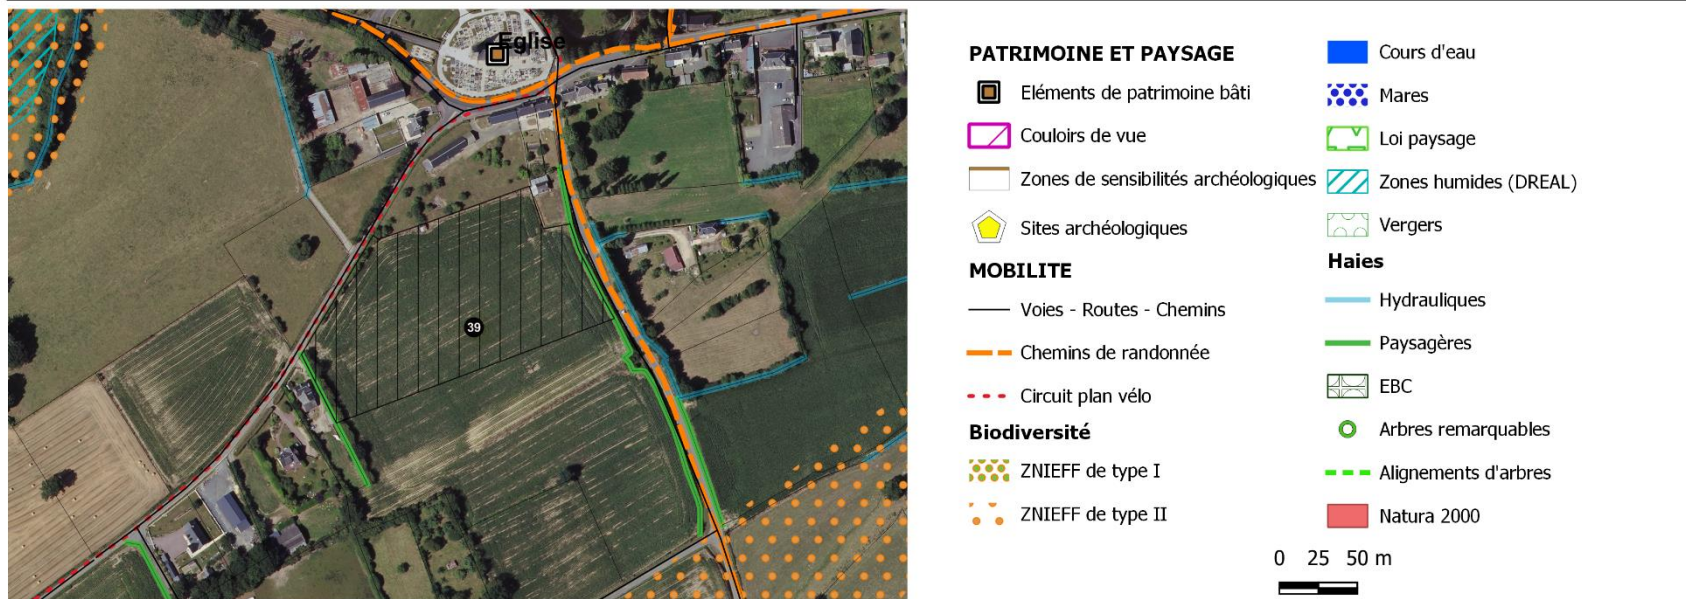 Eglise
39
PATRIMOINE ET PAYSAGE
Eléments de patrimoine bâti
Couloirs de vue
Zones de sensibilités archéologiques
Sites archéologiques
MOBILITE
Voies - Routes - Chemins
Chemins de randonnée
Circuit plan vélo
Biodiversité
ZNIEFF de type I
ZNIEFF de type II
Cours d'eau
Mares
Loi paysage
Zones humides (DREAL)
Vergers
Haies
Hydrauliques
Paysagères
EBC
Arbres remarquables
Alignements d'arbres
Natura 2000
0 25 50 m